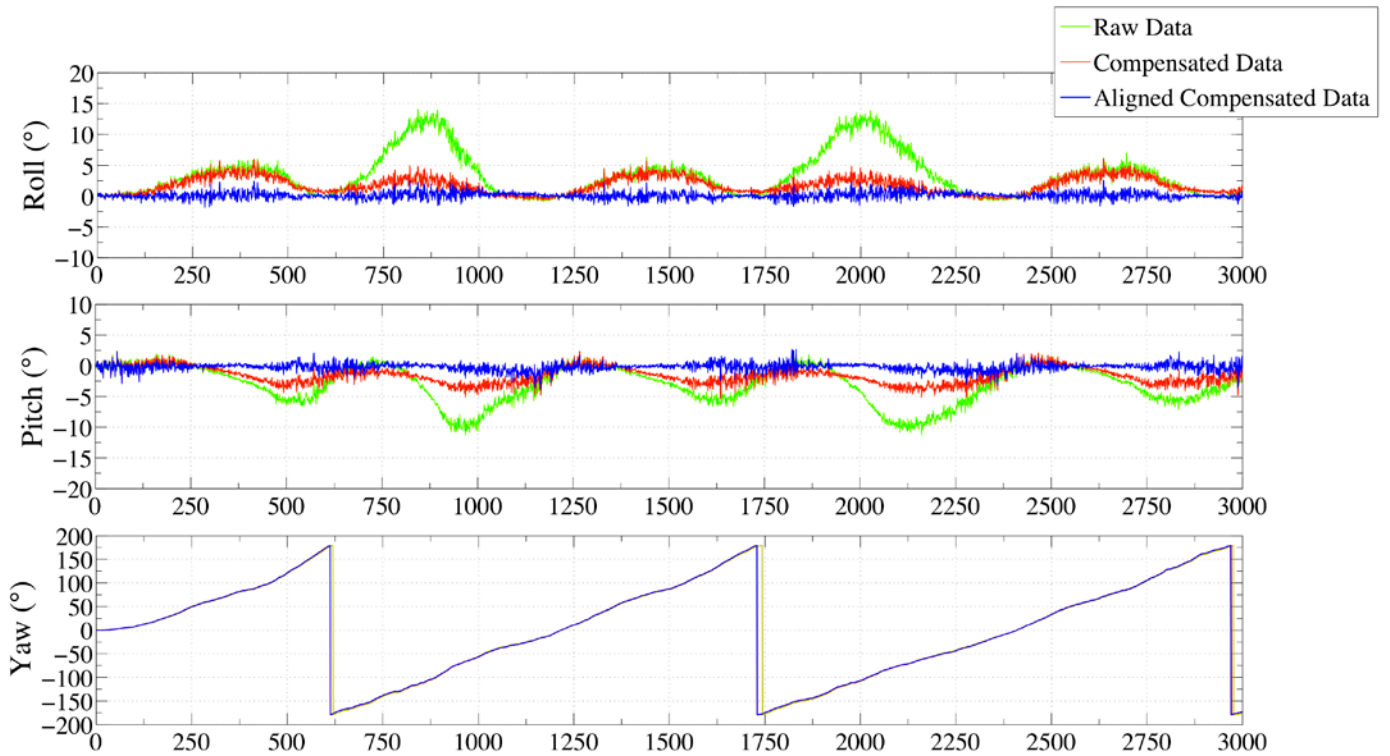 Raw Data
Compensated Data
Aligned Compensated Data
20
15
10
5
0
−5
−10
Roll (°)
0 250 500 750 1000 1250 1500 1750 2000 2250 2500 2750 3000
10
5
0
−5
−10
−15
−20
Pitch (°)
0 250 500 750 1000 1250 1500 1750 2000 2250 2500 2750 3000
200
150
100
50
0
−50
−100
−150
−200
Yaw (°)
0 250 500 750 1000 1250 1500 1750 2000 2250 2500 2750 3000